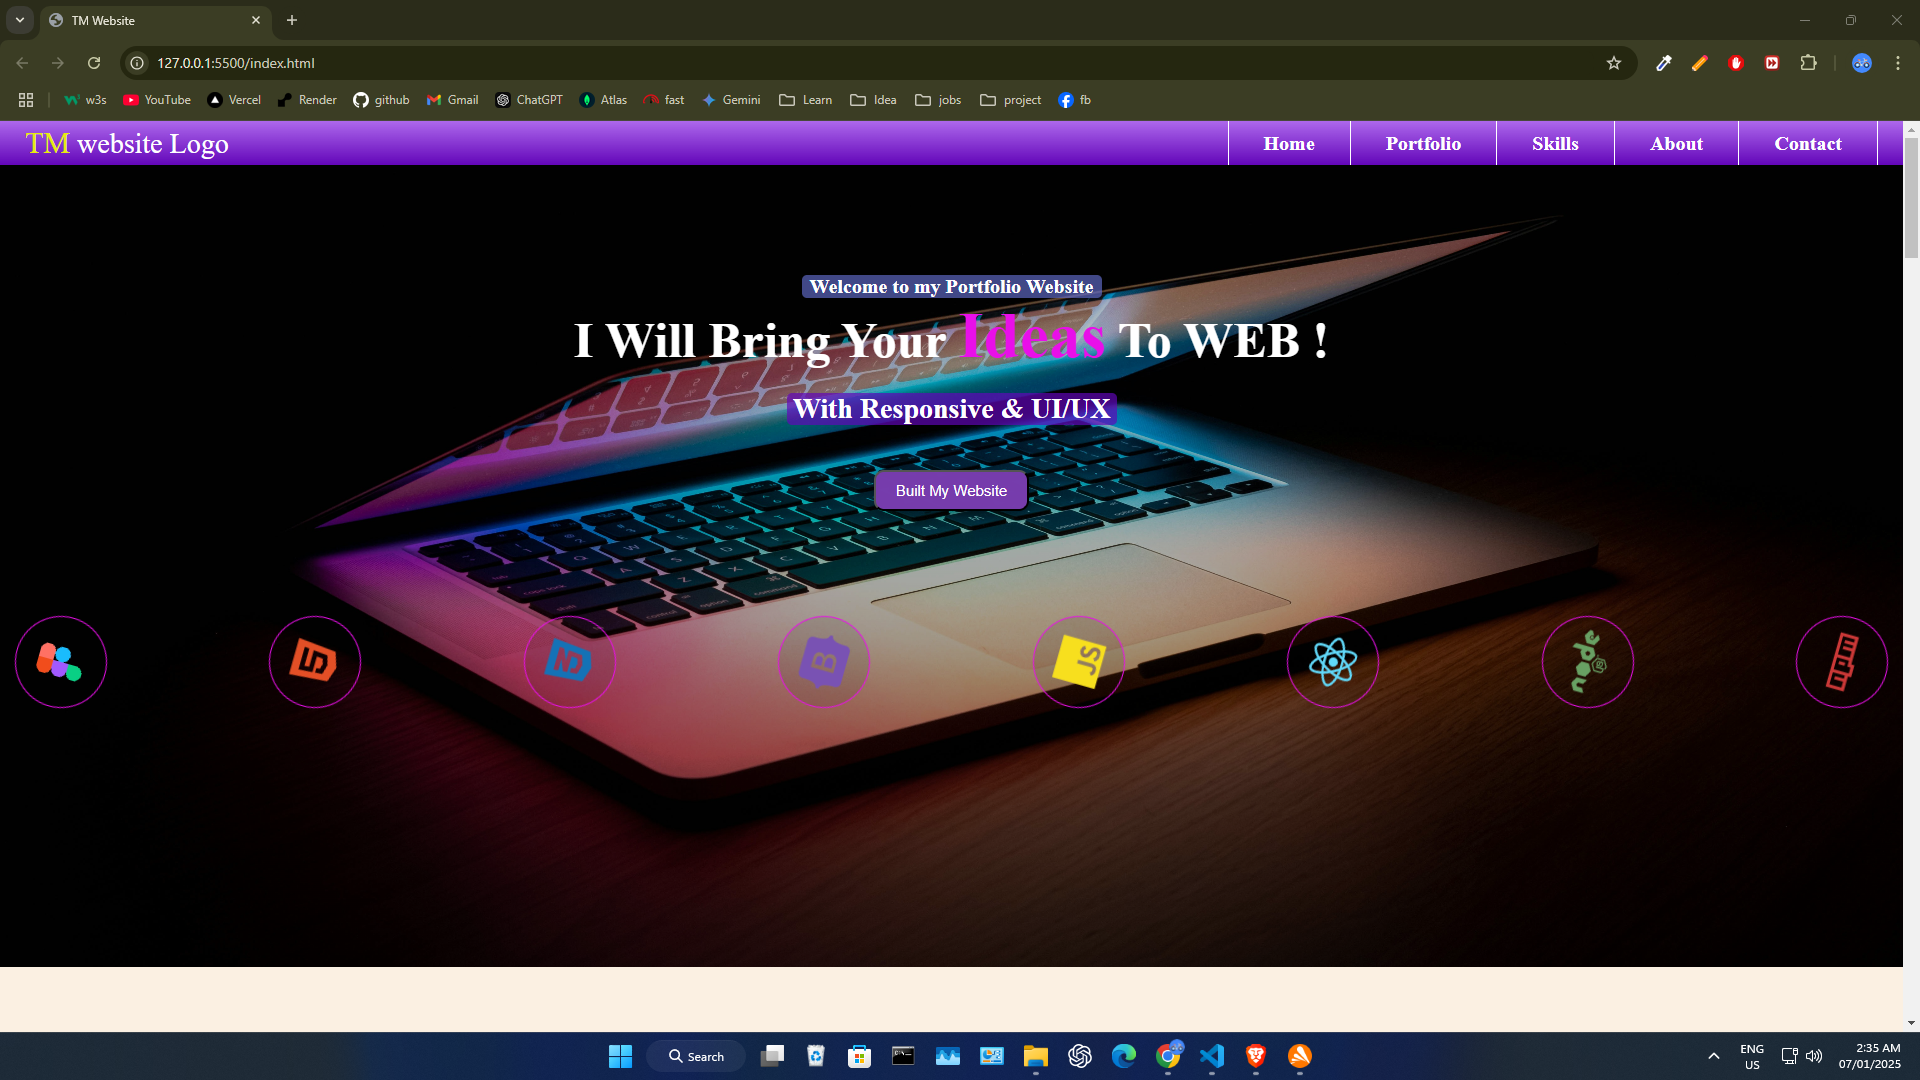 TM Website
127.0.0.1:5500/index.html
w3s YouTube Vercel Render github Gmail ChatGPT Atlas fast Gemini Learn Idea jobs project fb
TM website Logo Home Portfolio Skills About Contact
Welcome to my Portfolio Website
I Will Bring Your Ideas To WEB !
With Responsive & UI/UX
Built My Website
B
JS
node
Search
ENG
US
2:35 AM
07/01/2025